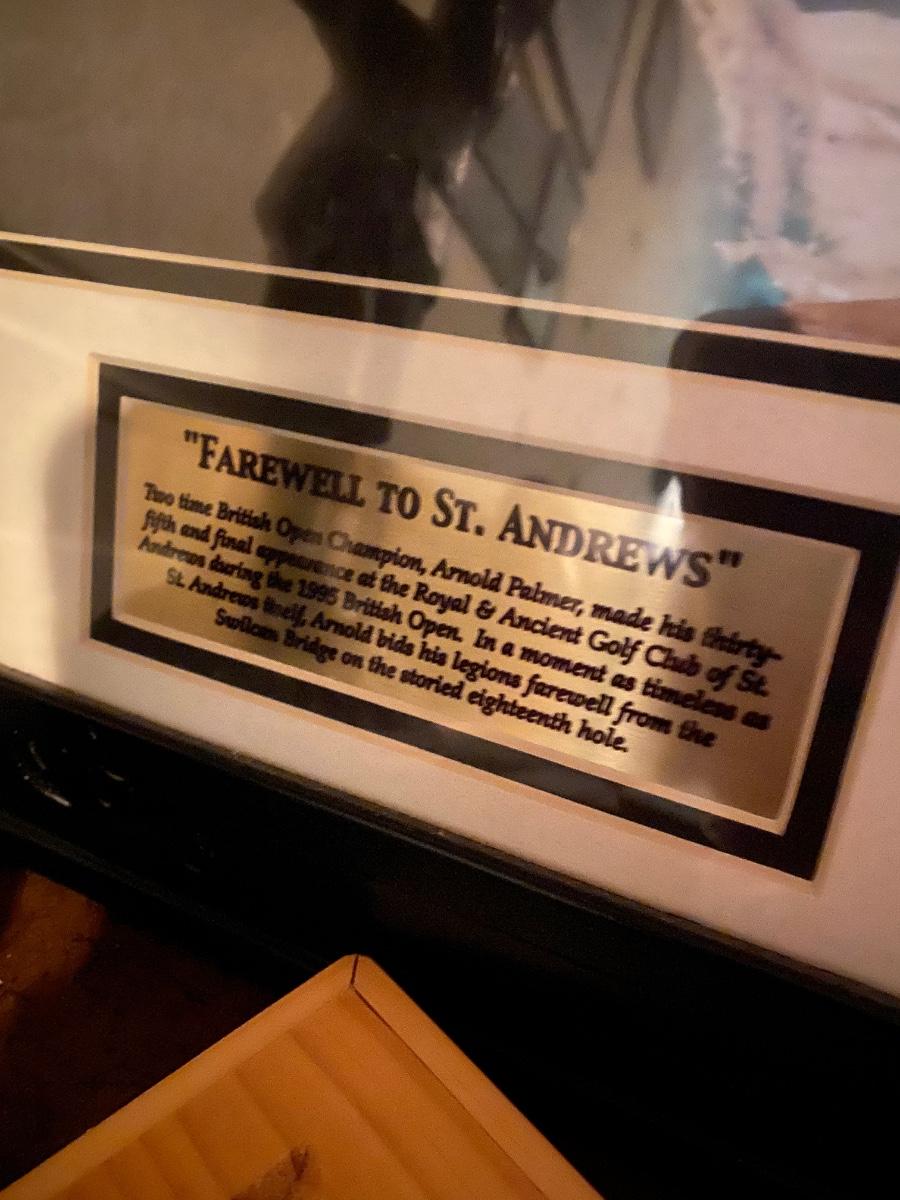 "FAREWELL TO ST. ANDREWS"
Two time British Open Champion, Arnold Palmer, made his thirty-
fifth and final appearance at the Royal & Ancient Golf Club of St.
Andrews during the 1995 British Open. In a moment as timeless as
St. Andrews itself, Arnold bids his legions farewell from the
Swilcan Bridge on the storied eighteenth hole.